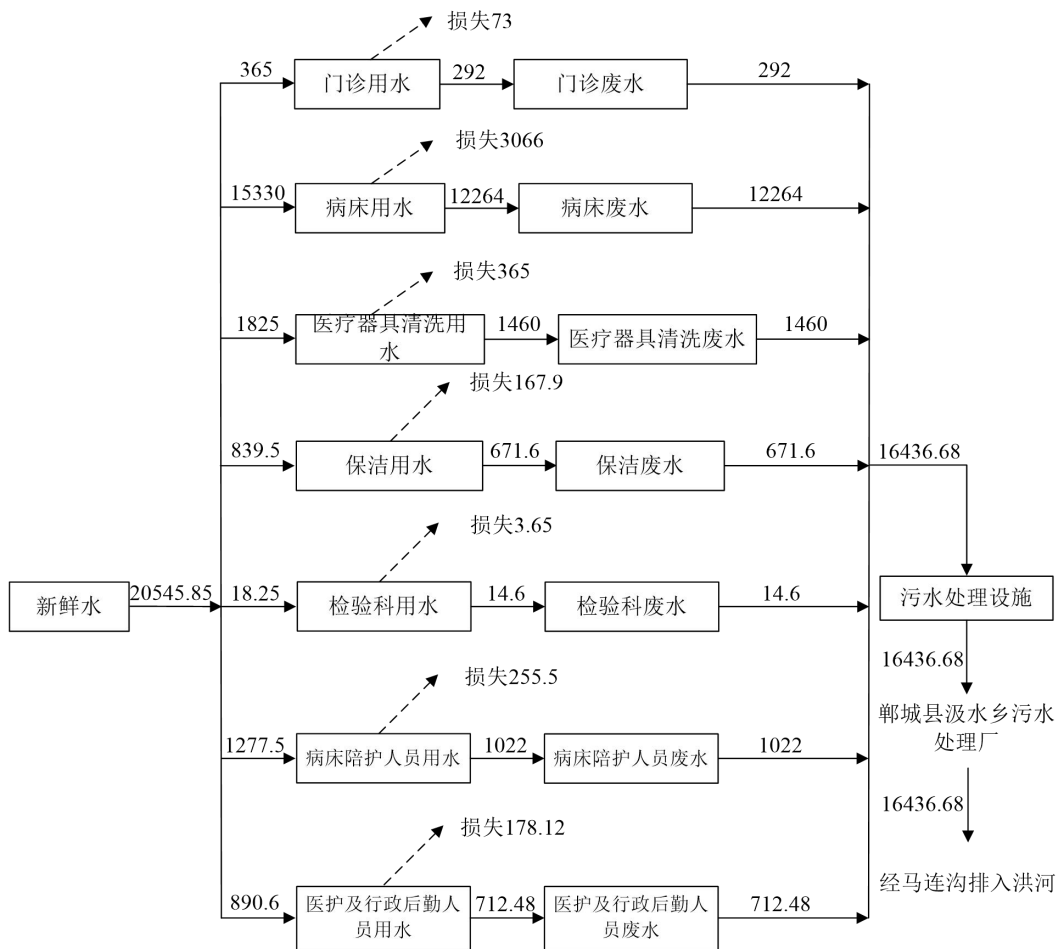 损失73
365
门诊用水
292
门诊废水
292
损失3066
15330
病床用水
12264
病床废水
12264
损失365
1825
医疗器具清洗用
水
1460
医疗器具清洗废水
1460
损失167.9
839.5
保洁用水
671.6
保洁废水
671.6
16436.68
损失3.65
新鲜水
20545.85
18.25
检验科用水
14.6
检验科废水
14.6
污水处理设施
16436.68
损失255.5
郸城县汲水乡污水
处理厂
1277.5
病床陪护人员用水
1022
病床陪护人员废水
1022
16436.68
损失178.12
经马连沟排入洪河
890.6
医护及行政后勤人
员用水
712.48
医护及行政后勤人
员废水
712.48